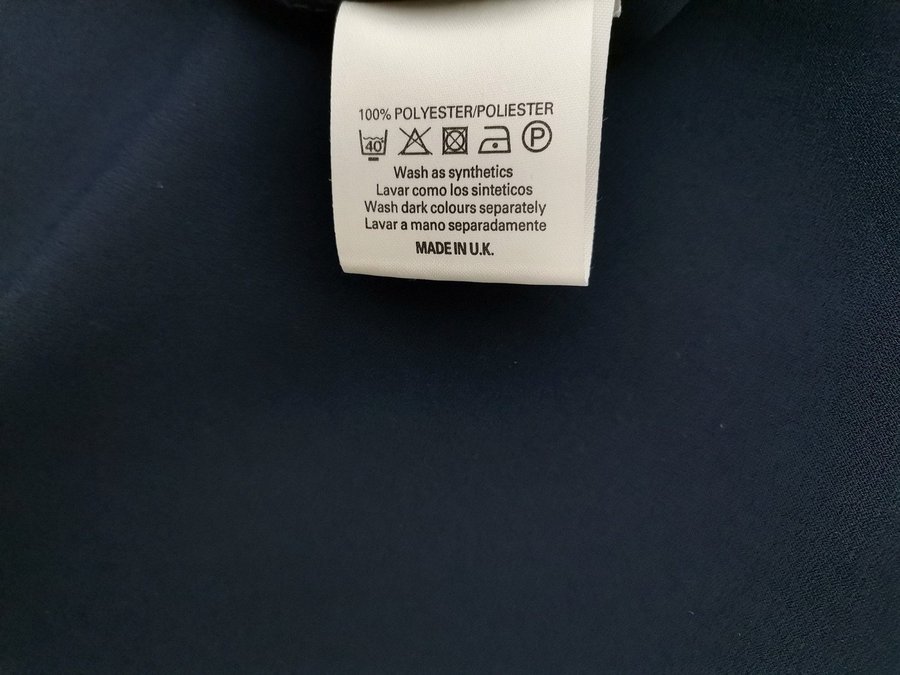 100% POLYESTER/POLIESTER
40° P
Wash as synthetics
Lavar como los sinteticos
Wash dark colours separately
Lavar a mano separadamente
MADE IN U.K.